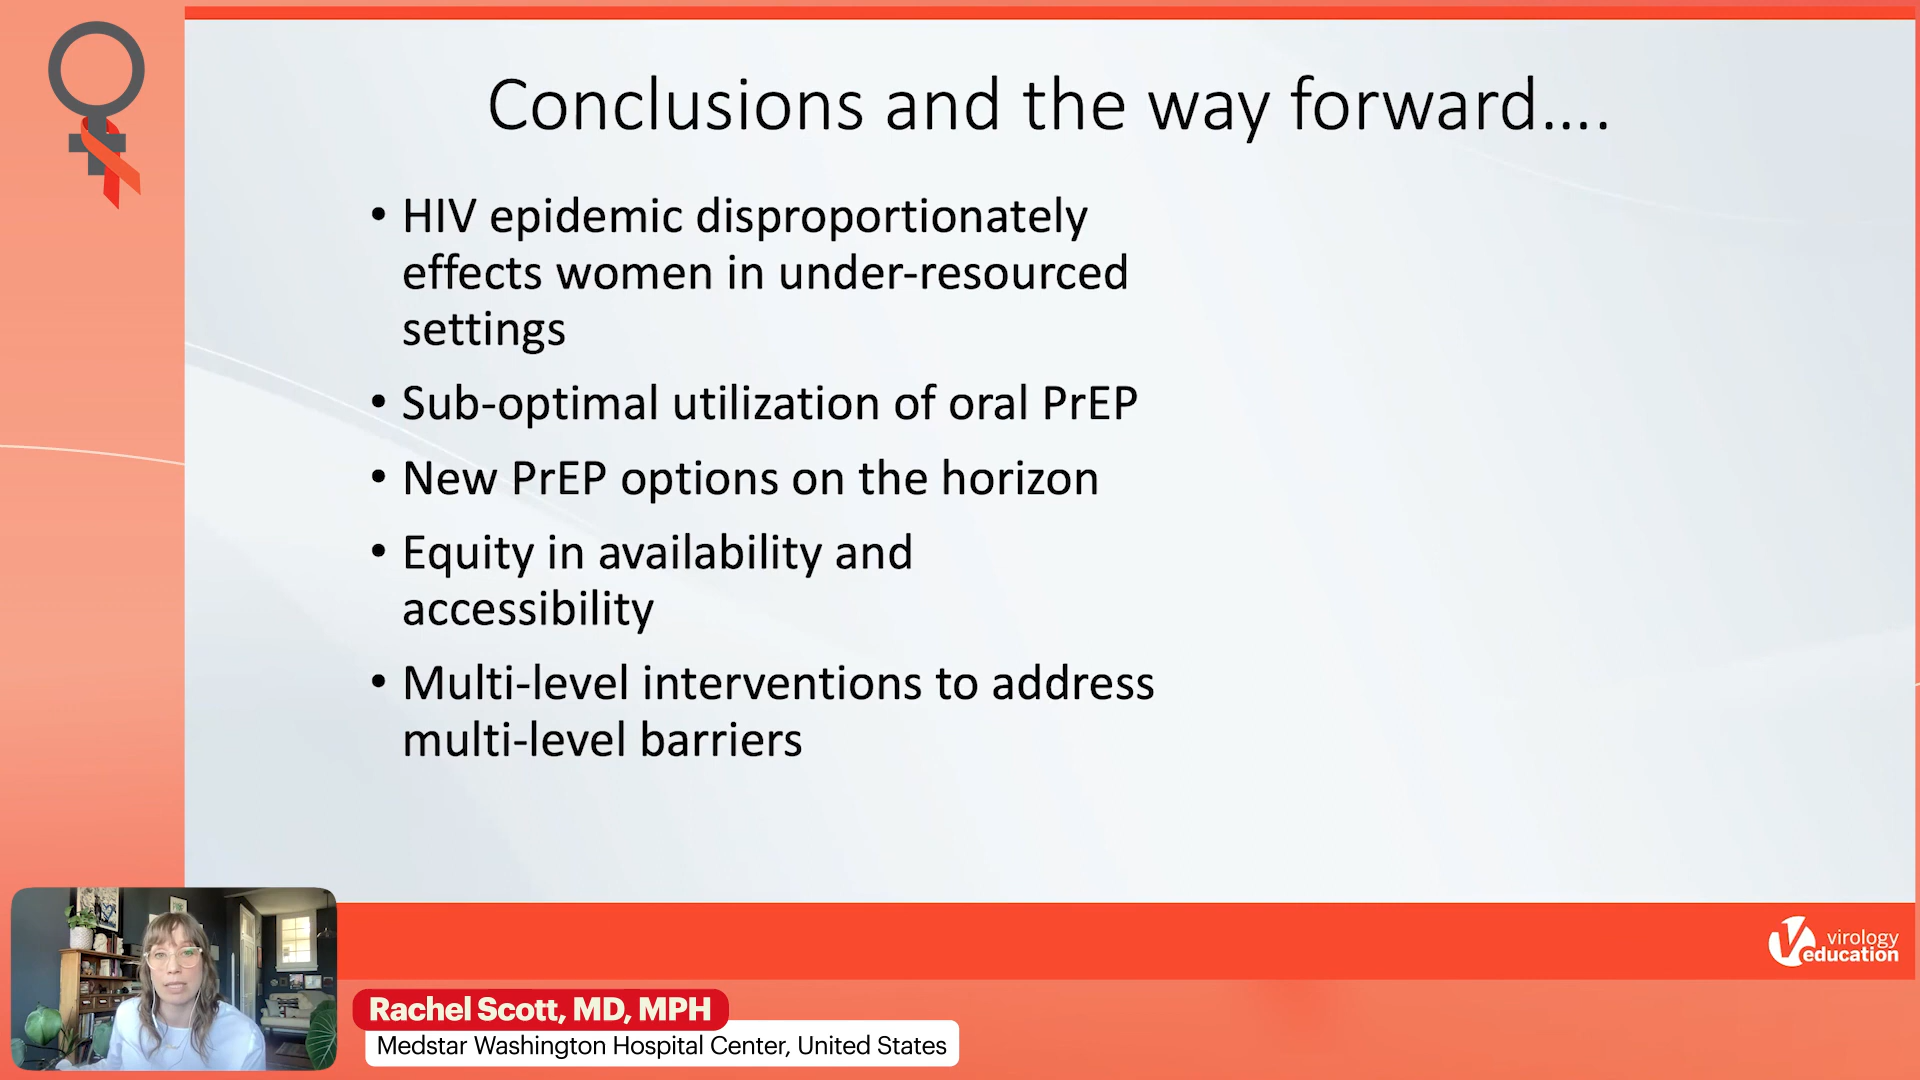 Conclusions and the way forward....
• HIV epidemic disproportionately
effects women in under-resourced
settings
• Sub-optimal utilization of oral PrEP
• New PrEP options on the horizon
• Equity in availability and
accessibility
• Multi-level interventions to address
multi-level barriers
virology
education
Rachel Scott, MD, MPH
Medstar Washington Hospital Center, United States